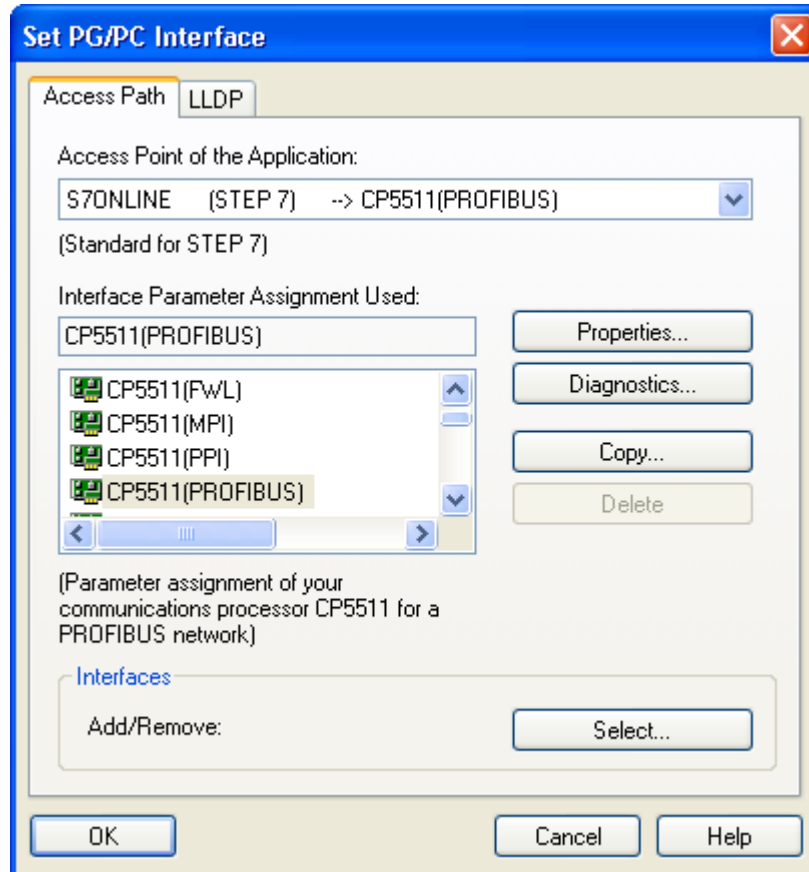 Set PG/PC Interface
Access Path
LLDP
Access Point of the Application:
S7ONLINE (STEP 7) --> CP5511(PROFIBUS)
(Standard for STEP 7)
Interface Parameter Assignment Used:
CP5511(PROFIBUS)
Properties...
CP5511(FWL)
CP5511(MPI)
CP5511(PPI)
CP5511(PROFIBUS)
Diagnostics...
Copy...
Delete
(Parameter assignment of your
communications processor CP5511 for a
PROFIBUS network)
Interfaces
Add/Remove:
Select...
OK
Cancel
Help